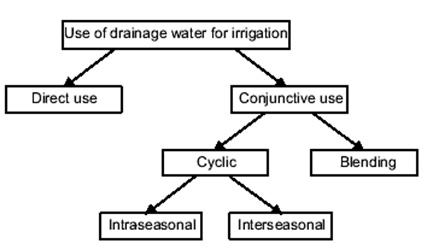 Use of drainage water for irrigation
Direct use
Conjunctive use
Cyclic
Blending
Intraseasonal
Interseasonal